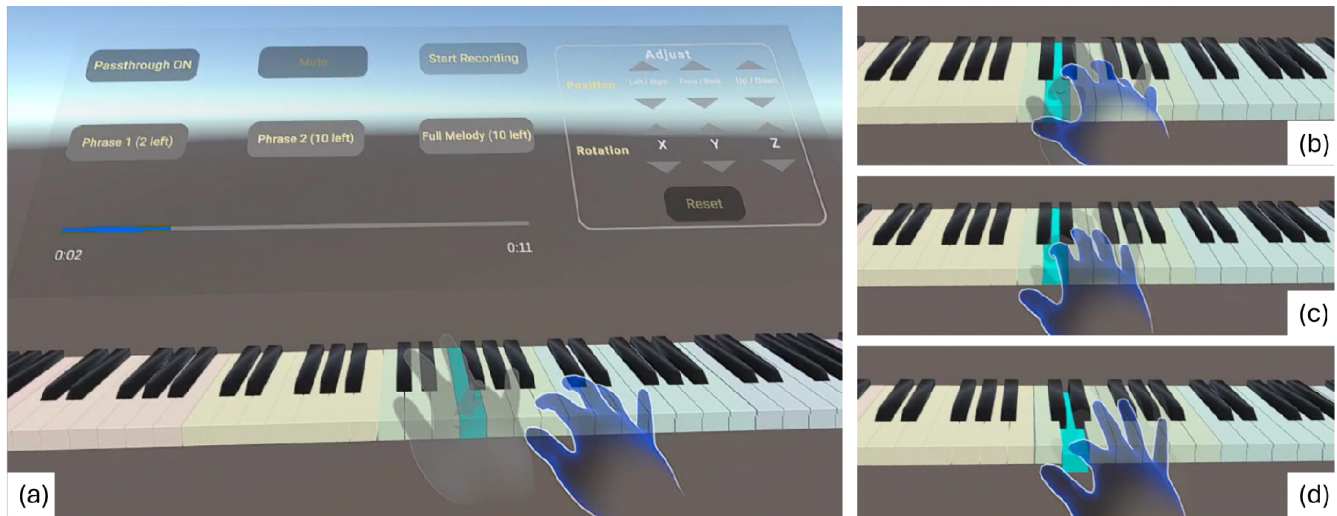 Passthrough ON
Mute
Start Recording
Adjust
Position
Left / Right
Front / Back
Up / Down
Phrase 1 (2 left)
Phrase 2 (10 left)
Full Melody (10 left)
Rotation
X
Y
Z
Reset
0:02
0:11
(a)
(b)
(c)
(d)